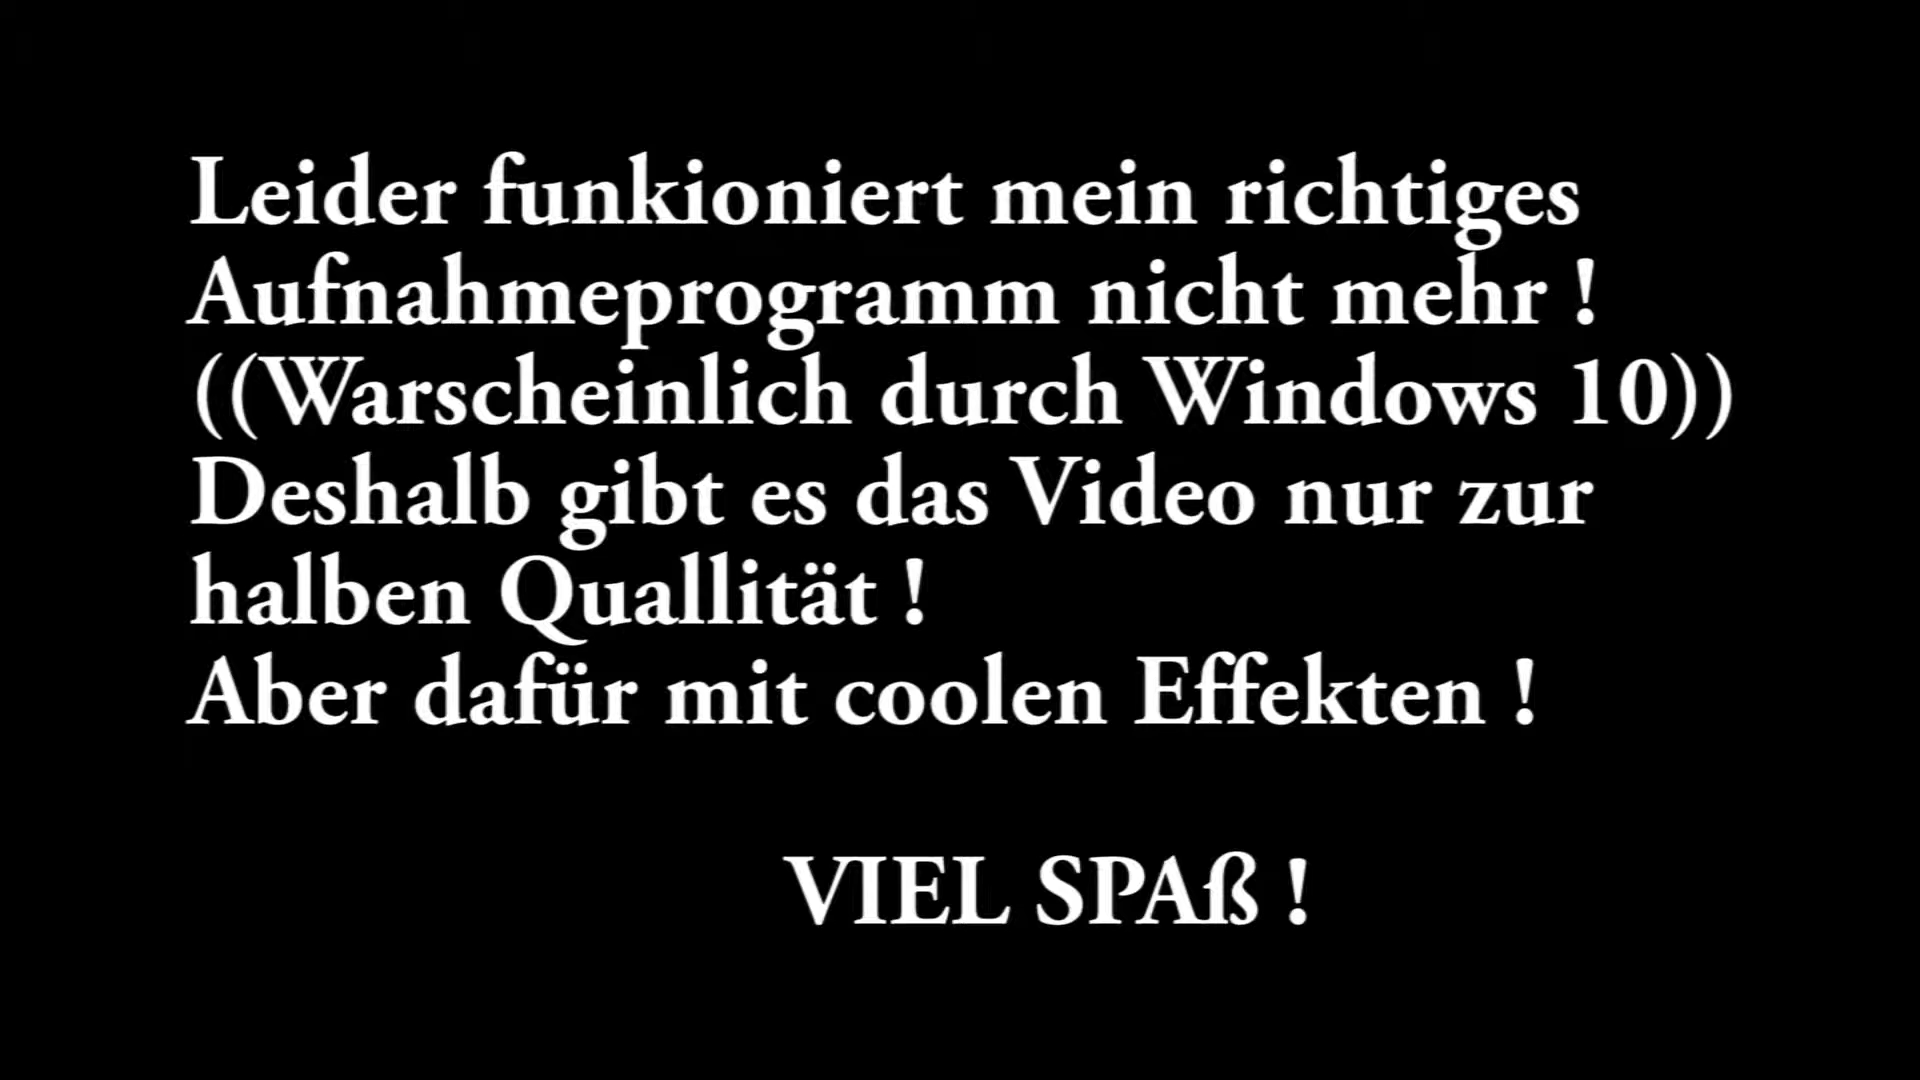 Leider funkioniert mein richtiges
Aufnahmeprogramm nicht mehr !
((Warscheinlich durch Windows 10))
Deshalb gibt es das Video nur zur
halben Quallität !
Aber dafür mit coolen Effekten !
VIEL SPAß !